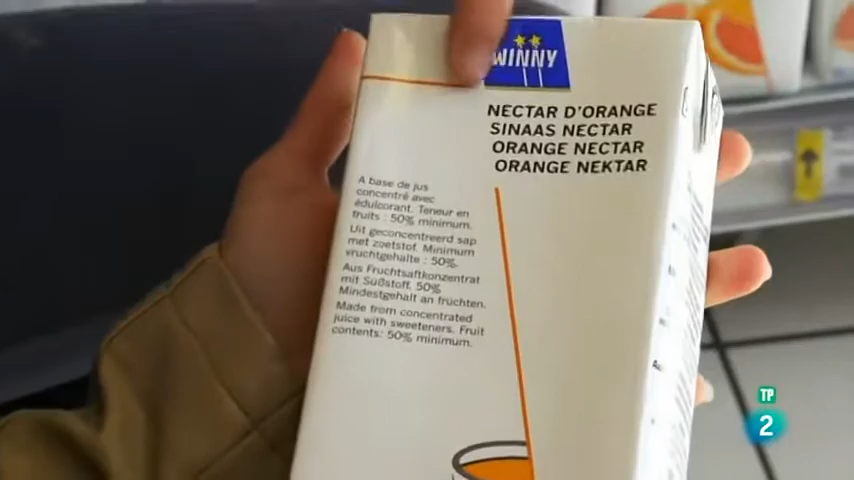 WINNY
NECTAR D'ORANGE
SINAAS NECTAR
ORANGE NECTAR
ORANGE NEKTAR
A base de jus
concentré avec
édulcorant. Teneur en
fruits : 50% minimum.
Uit geconcentreerd sap
met zoetstof. Minimum
vruchtgehalte : 50%.
Aus Fruchtsaftkonzentrat
mit Süßstoff. 50%
Mindestgehalt an früchten.
Made from concentrated
juice with sweeteners. Fruit
contents: 50% minimum.
TP
2